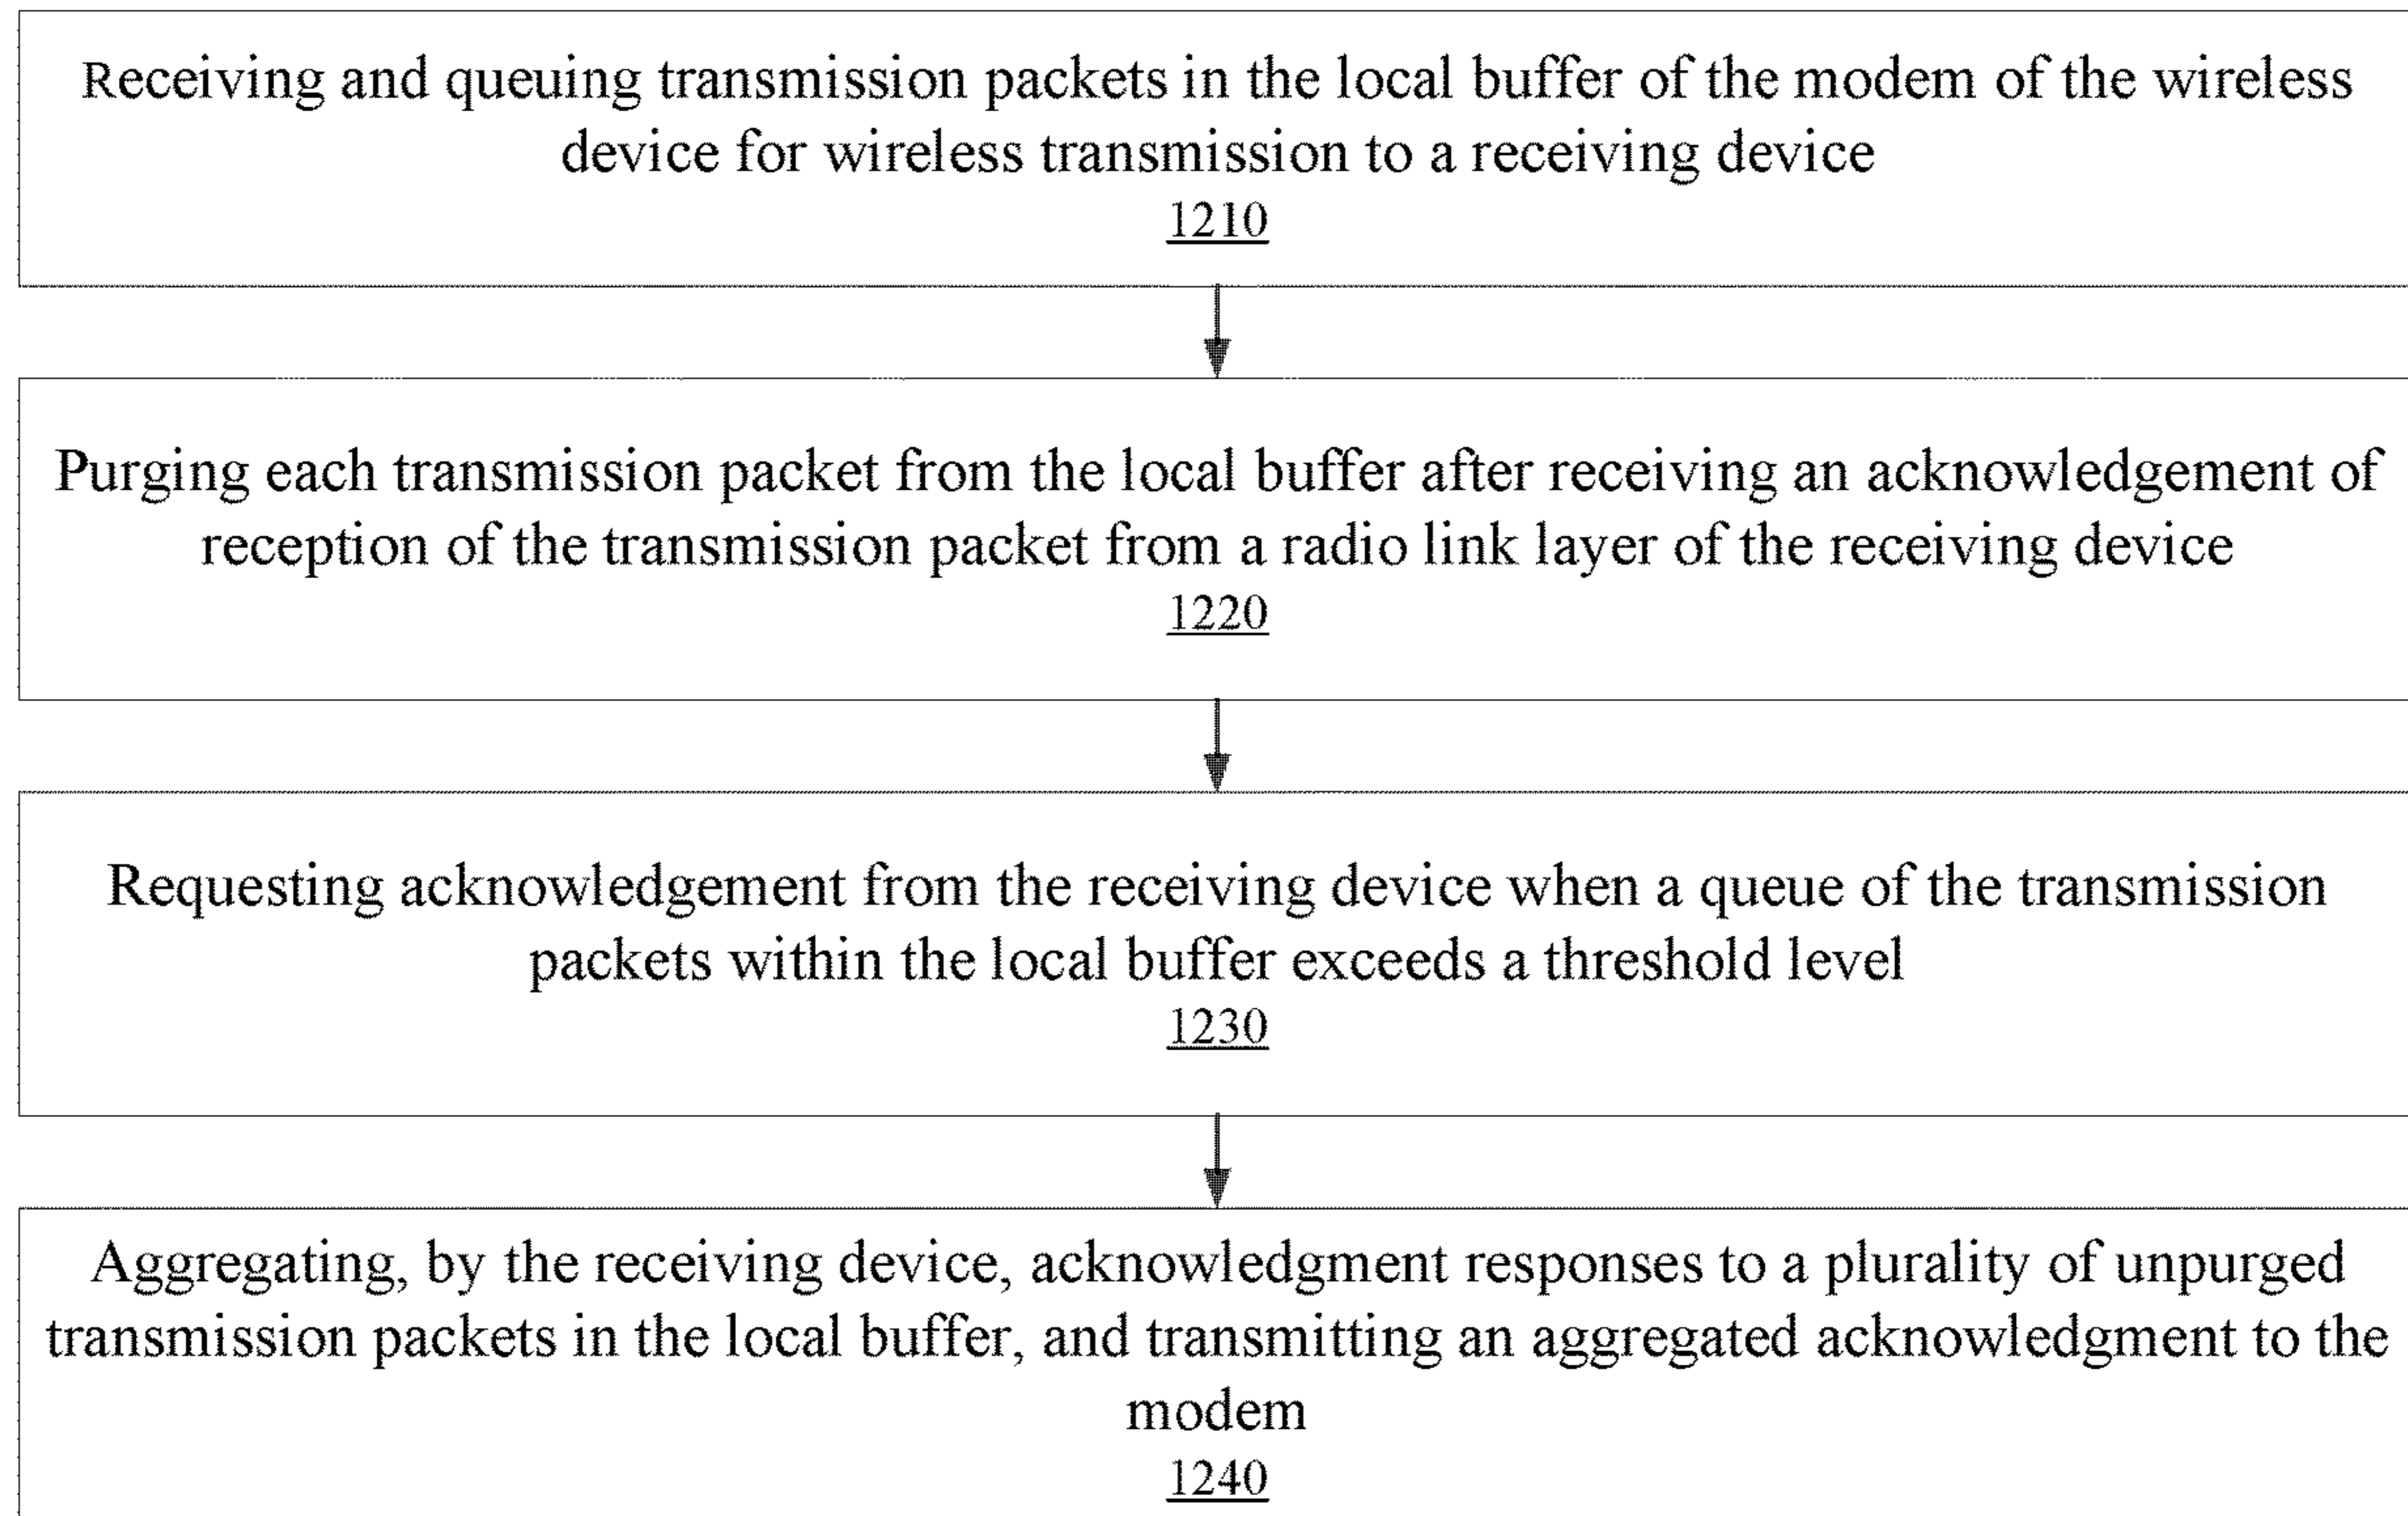 Receiving and queuing transmission packets in the local buffer of the modem of the wireless
device for wireless transmission to a receiving device
1210
Purging each transmission packet from the local buffer after receiving an acknowledgement of
reception of the transmission packet from a radio link layer of the receiving device
1220
Requesting acknowledgement from the receiving device when a queue of the transmission
packets within the local buffer exceeds a threshold level
1230
Aggregating, by the receiving device, acknowledgment responses to a plurality of unpurged
transmission packets in the local buffer, and transmitting an aggregated acknowledgment to the
modem
1240